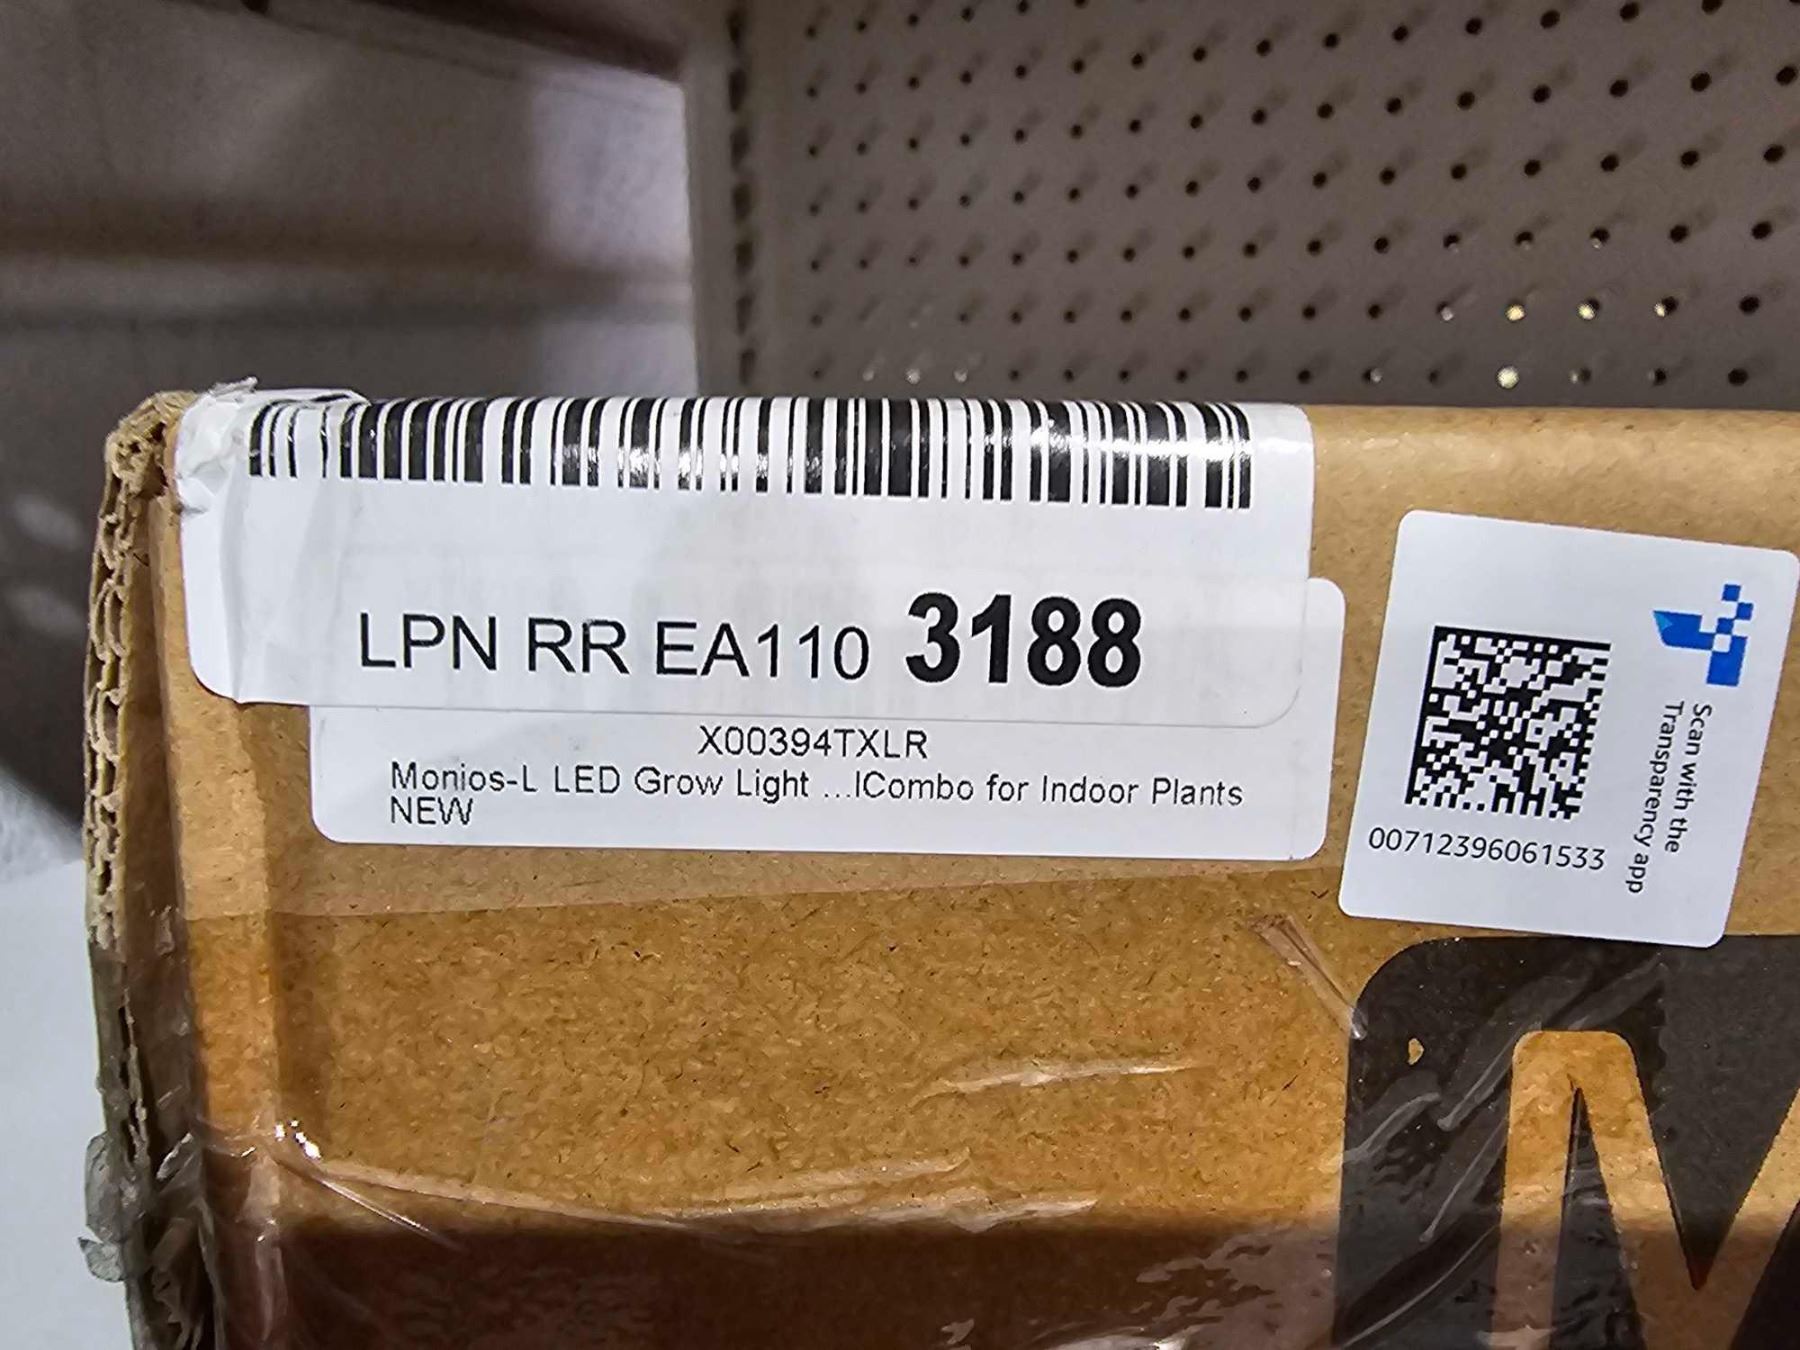 LPN RR EA110 3188
X00394TXLR
Monios-L LED Grow Light ...lCombo for Indoor Plants
NEW
00712396061533
Scan with the
Transparency app
M